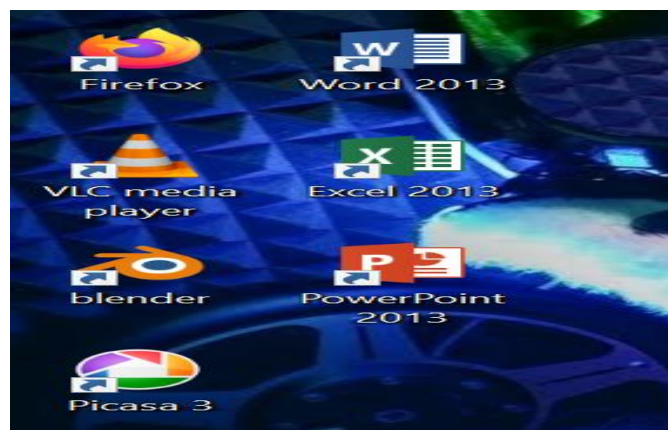 Firefox
Word 2013
VLC media
player
Excel 2013
blender
PowerPoint
2013
Picasa 3